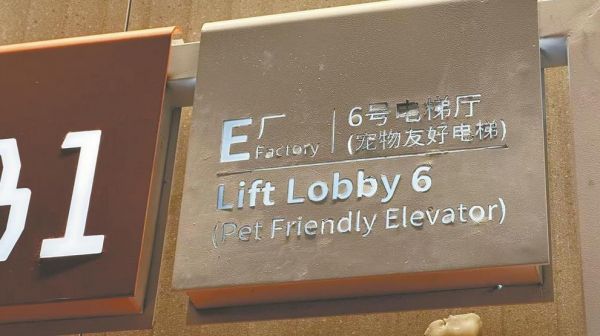 B1
E厂
Factory
6号电梯厅
(宠物友好电梯)
Lift Lobby 6
(Pet Friendly Elevator)